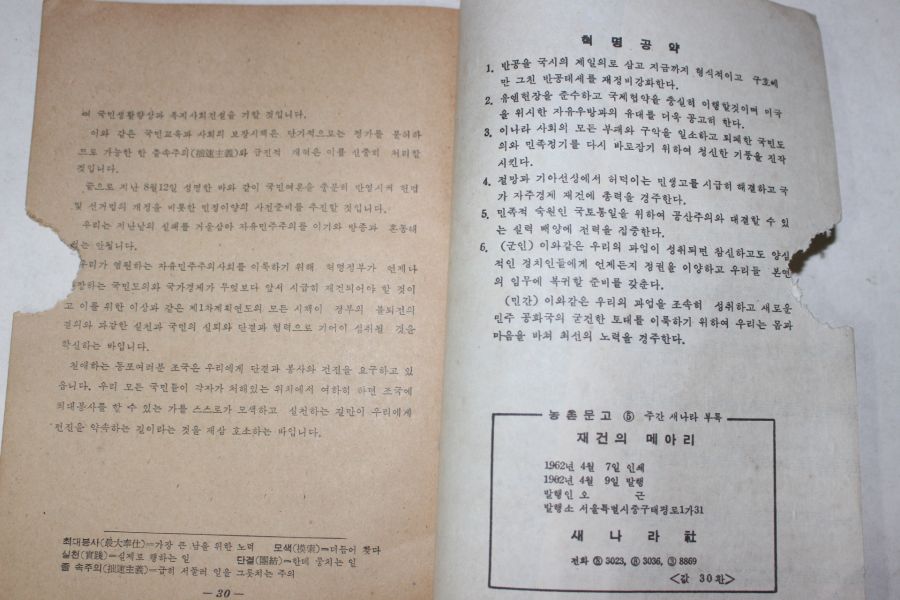 여 국민생활향상과 복지사회건설을 기할 것입니다.
이와 같은 국민교육과 사회의 보장시책은 단기적으로는 정가를 묻허하
므로 가능한 한 졸속주의(拙速主義)와 급진적 개혁은 이를 신중히 처리할
것입니다.
끝으로 지난 8월12일 성명한 바와 같이 국민여론을 충분히 반영시켜 헌법
및 선거법의 개정을 비롯한 민정이양의 사전준비를 추진할 것입니다.
우리는 지난날의 실패를 거울삼아 자유민주주의를 이기와 방종과 혼동해
는 안됩니다.
우리가 염원하는 자유민주주의사회를 이룩하기 위해 혁명정부가 언제나
장하는 국민도의와 국가경제가 무엇보다 앞서 시급히 재건되어야 할 것이
고 이를 위한 이상과 같은 제1차계획연도의 모든 시책이 정부의 불퇴전의
결의와 과감한 실천과 국민의 신뢰와 단결과 협력으로 기어이 성취될 것을
확신하는 바입니다.
친애하는 동포여러분 조국은 우리에게 단결과 봉사와 전진을 요구하고 있
읍니다. 우리 모든 국민들이 각자가 처해있는 위치에서 여하히 하면 조국에
최대봉사를 할 수 있는 가를 스스로가 모색하고 실천하는 길만이 우리에게
전진을 약속하는 길이라는 것을 재삼 호소하는 바입니다.
최대봉사(最大奉仕)=가장 큰 남을 위한 노력 모색(摸索)=더듬어 찾다
실천(實踐)=실제로 행하는 일 단결(團結)=한데 뭉치는 일
졸속주의(拙速主義)=급히 서둘러 일을 그릇치는 주의
— 30 —
혁명공약
1. 반공을 국시의 제일의로 삼고 지금까지 형식적이고 구호에
만 그친 반공태세를 재정비강화한다.
2. 유엔헌장을 준수하고 국제협약을 충실히 이행할것이며 미국
을 위시한 자유우방과의 유대를 더욱 공고히 한다.
3. 이나라 사회의 모든 부패와 구악을 일소하고 퇴폐한 국민도
의와 민족정기를 다시 바로잡기 위하여 청신한 기풍을 진작
시킨다.
4. 절망과 기아선상에서 허덕이는 민생고를 시급히 해결하고 국
가 자주경제 재건에 총력을 경주한다.
5. 민족적 숙원인 국토통일을 위하여 공산주의와 대결할 수 있
는 실력 배양에 전력을 집중한다.
6. (군인) 이와같은 우리의 과업이 성취되면 참신하고도 양심
적인 정치인들에게 언제든지 정권을 이양하고 우리들 본연
의 임무에 복귀할 준비를 갖춘다.
(민간) 이와같은 우리의 과업을 조속히 성취하고 새로운
민주 공화국의 굳건한 토대를 이룩하기 위하여 우리는 몸과
마음을 바쳐 최선의 노력을 경주한다.
농촌문고 ⑤ 주간 새나라 부록
재건의 메아리
1962년 4월 7일 인쇄
1962년 4월 9일 발행
발행인 오 근
발행소 서울특별시중구태평로1가31
새나라社
전화 ⑤ 3023, ⑧ 3036, ③ 8869
<값 30환>